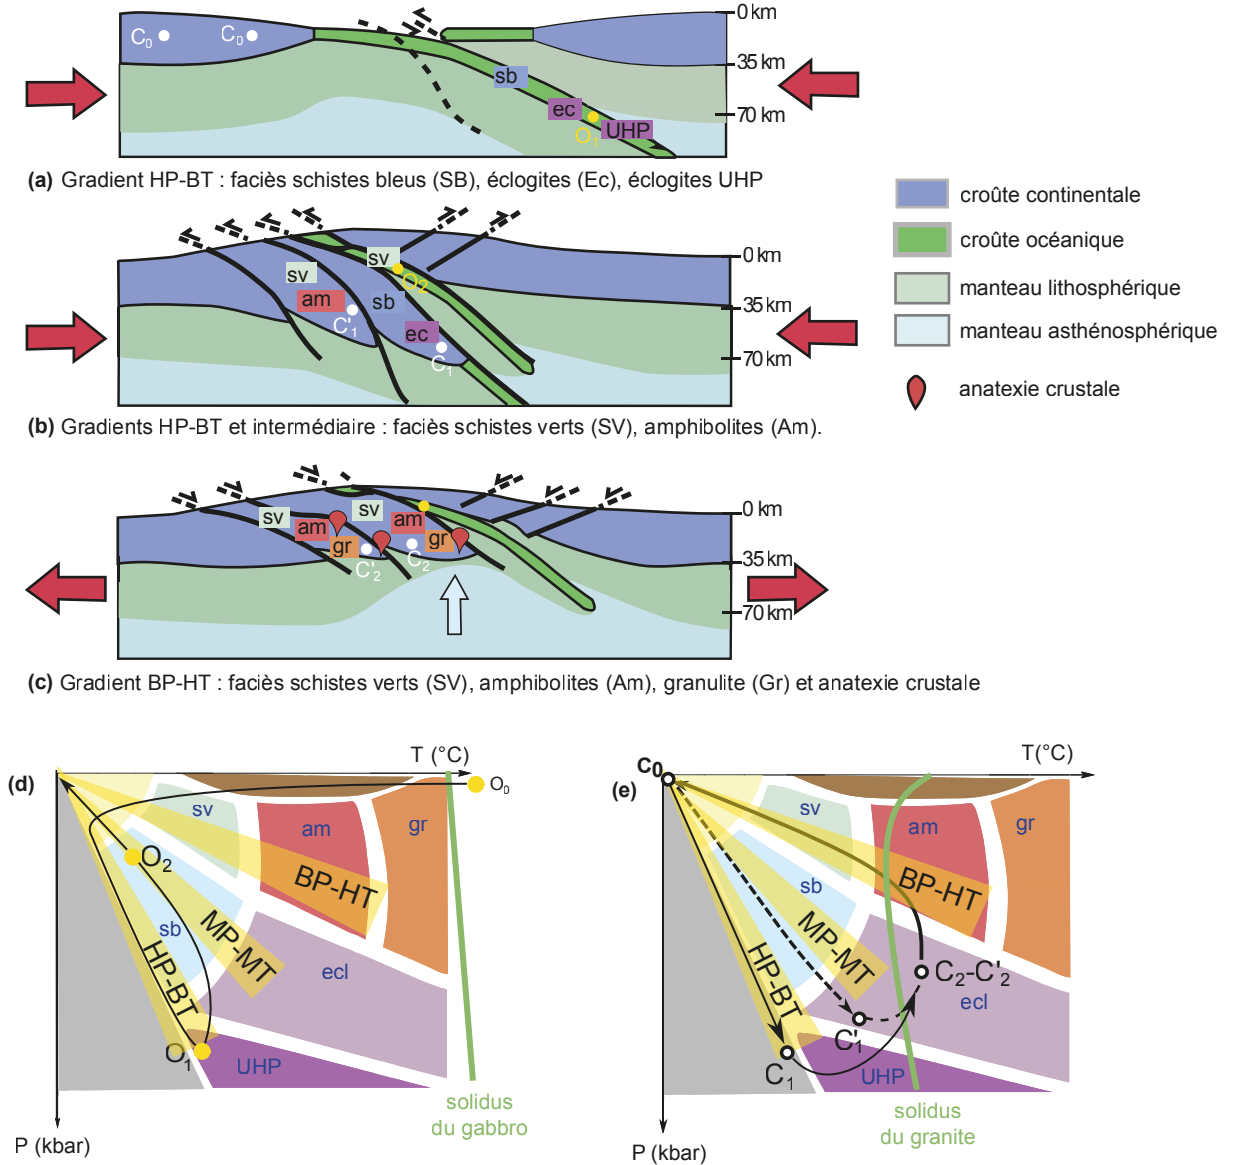 C0
C0
sb
ec
O1
UHP
0 km
35 km
70 km
(a) Gradient HP-BT : faciès schistes bleus (SB), éclogites (Ec), éclogites UHP
croûte continentale
croûte océanique
manteau lithosphérique
manteau asthénosphérique
anatexie crustale
sv
sv
O2
am
sb
C'1
ec
C1
0 km
35 km
70 km
(b) Gradients HP-BT et intermédiaire : faciès schistes verts (SV), amphibolites (Am).
sv
sv
am
am
gr
gr
C'2
C2
0 km
35 km
70 km
(c) Gradient BP-HT : faciès schistes verts (SV), amphibolites (Am), granulite (Gr) et anatexie crustale
(d)
T (°C)
O0
sv
am
gr
BP-HT
O2
sb
MP-MT
HP-BT
ecl
O1
UHP
solidus
du gabbro
P (kbar)
(e)
C0
T(°C)
sv
am
gr
BP-HT
sb
MP-MT
HP-BT
C2-C'2
ecl
C'1
C1
UHP
solidus
du granite
P (kbar)